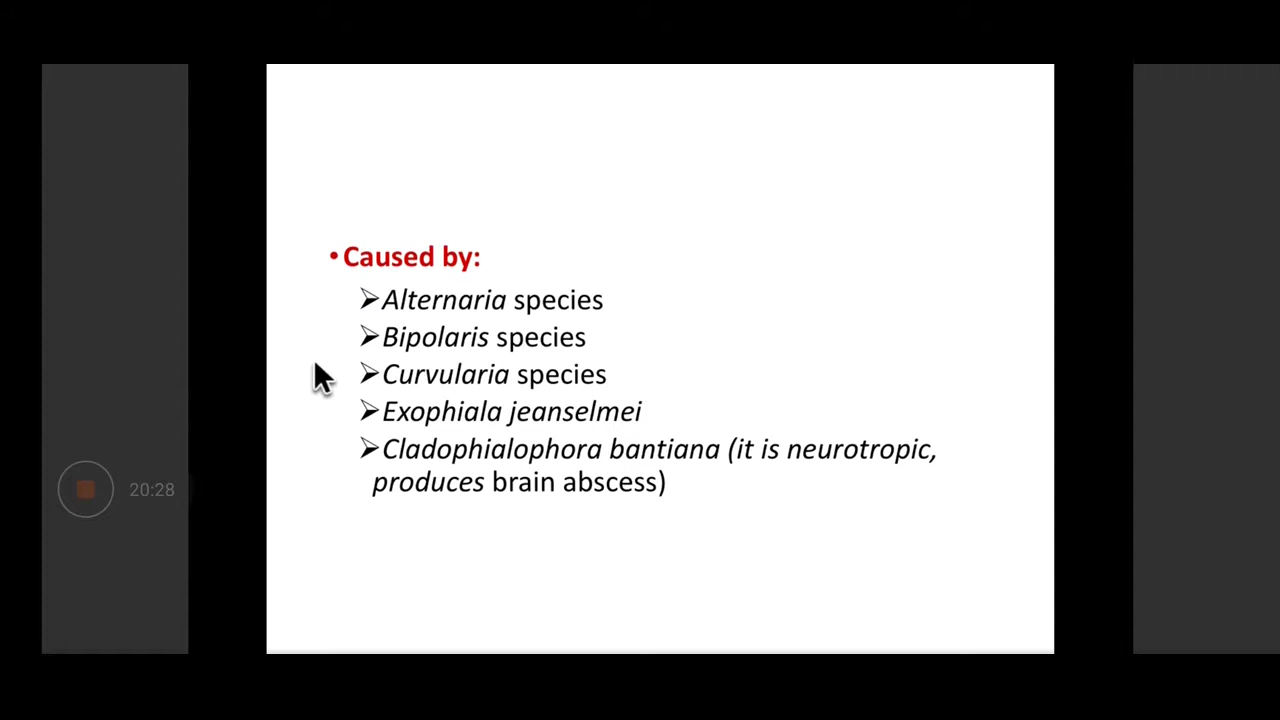 • Caused by:
➢Alternaria species
➢Bipolaris species
➢Curvularia species
➢Exophiala jeanselmei
➢Cladophialophora bantiana (it is neurotropic,
produces brain abscess)
20:28